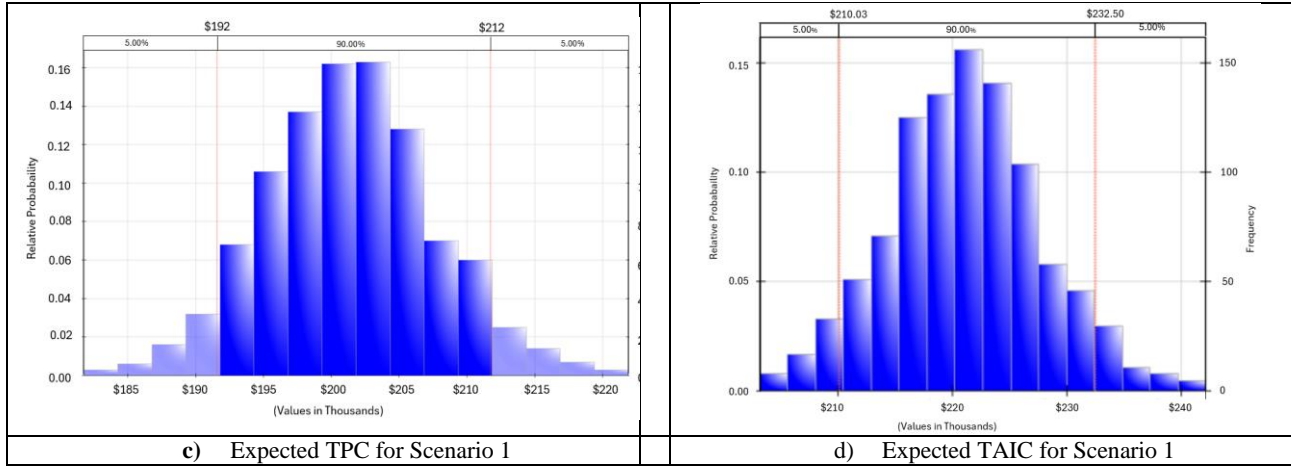 $192 $212
5.00% 90.00% 5.00%
0.16
0.14
0.12
0.10
0.08
0.06
0.04
0.02
0.00
Relative Probabaility
$185 $190 $195 $200 $205 $210 $215 $220
(Values in Thousands)
c) Expected TPC for Scenario 1
$210.03 $232.50
5.00% 90.00% 5.00%
0.15
0.10
0.05
0.00
Relative Probability
150
100
50
0
Frequency
$210 $220 $230 $240
(Values in Thousands)
d) Expected TAIC for Scenario 1